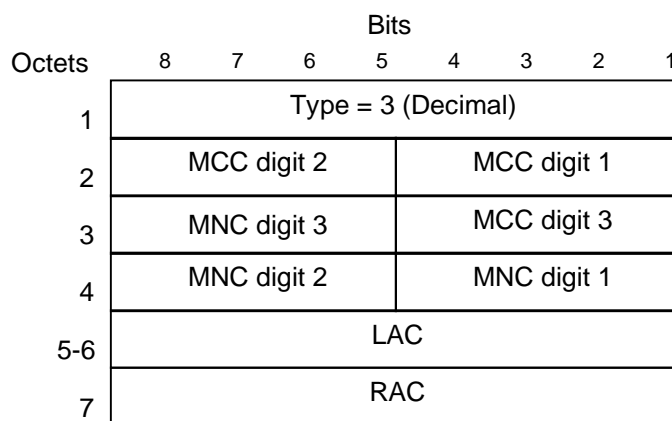 Bits
Octets 8 7 6 5 4 3 2 1
1 Type = 3 (Decimal)
2 MCC digit 2 MCC digit 1
3 MNC digit 3 MCC digit 3
4 MNC digit 2 MNC digit 1
5-6 LAC
7 RAC